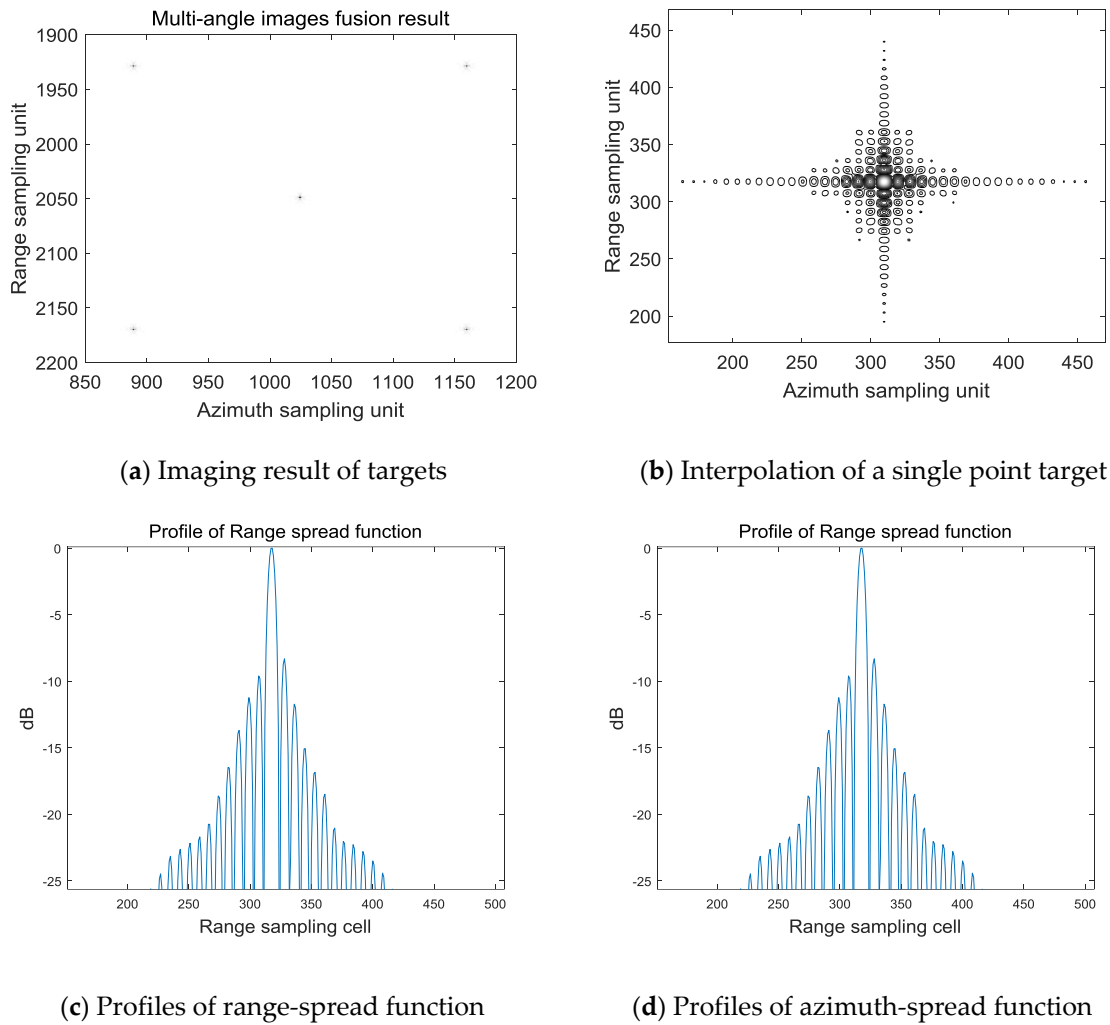 Multi-angle images fusion result
1900
1950
2000
2050
2100
2150
2200
Range sampling unit
850 900 950 1000 1050 1100 1150 1200
Azimuth sampling unit
(a) Imaging result of targets
450
400
350
300
250
200
Range sampling unit
200 250 300 350 400 450
Azimuth sampling unit
(b) Interpolation of a single point target
Profile of Range spread function
0
-5
-10
-15
-20
-25
dB
200 250 300 350 400 450 500
Range sampling cell
(c) Profiles of range-spread function
Profile of Range spread function
0
-5
-10
-15
-20
-25
dB
200 250 300 350 400 450 500
Range sampling cell
(d) Profiles of azimuth-spread function